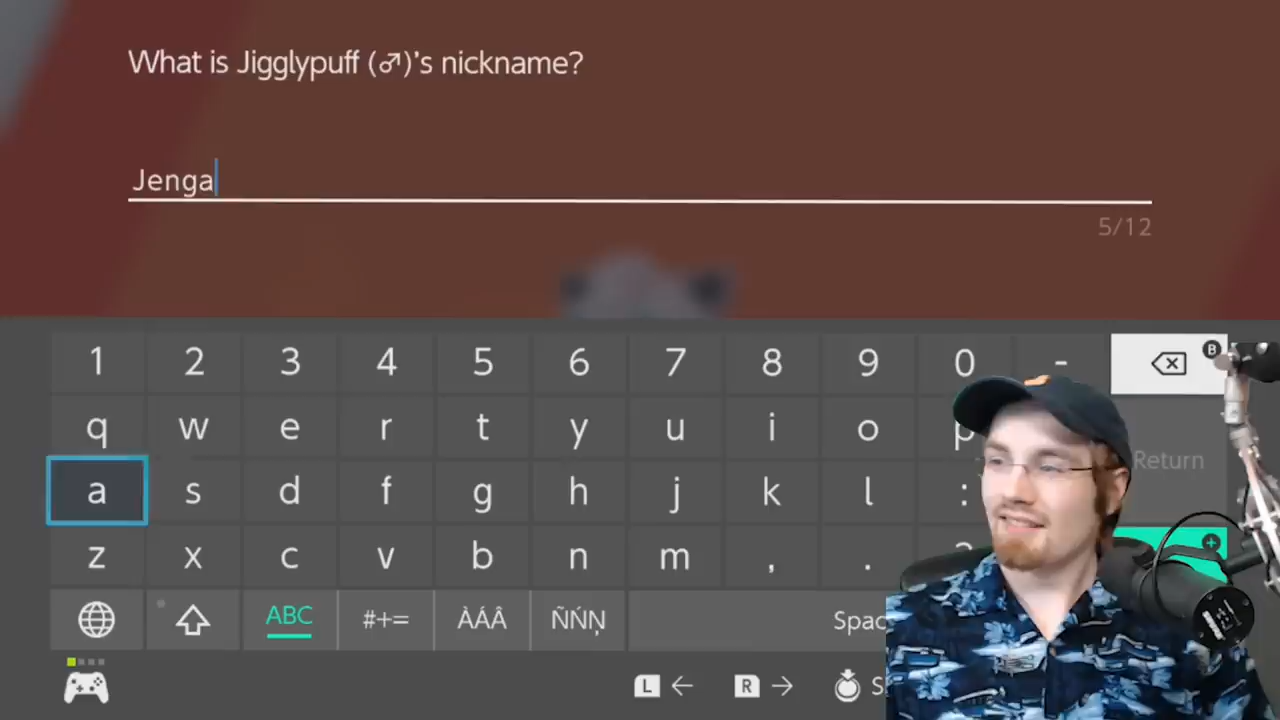 What is Jigglypuff (♂)'s nickname?
Jenga
5/12
1 2 3 4 5 6 7 8 9 0 -
B
q w e r t y u i o p
Return
a s d f g h j k l :
z x c v b n m , .
+
ABC #+= ÀÁÂ ÑŃŅ
L ← R →